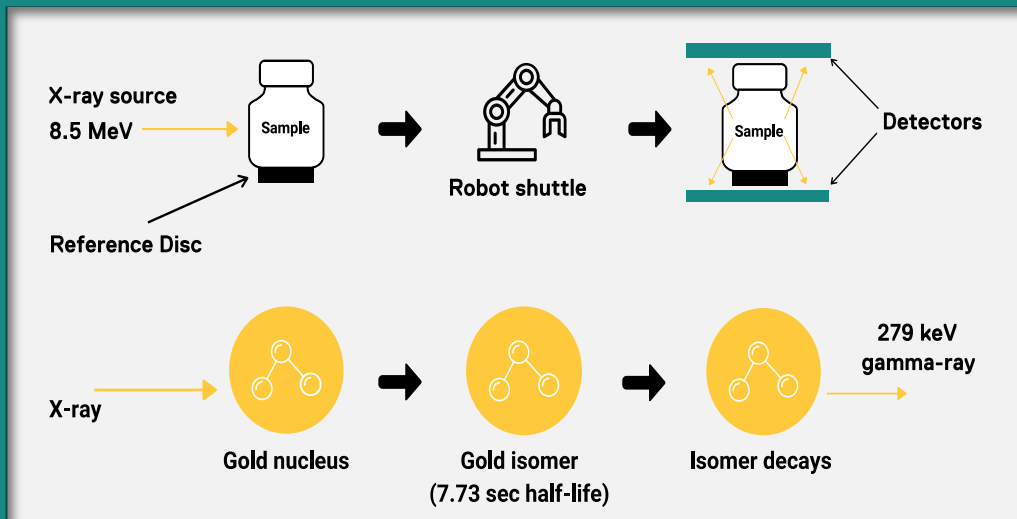 X-ray source
8.5 MeV
Sample
Reference Disc
Robot shuttle
Sample
Detectors
X-ray
Gold nucleus
Gold isomer
(7.73 sec half-life)
Isomer decays
279 keV
gamma-ray